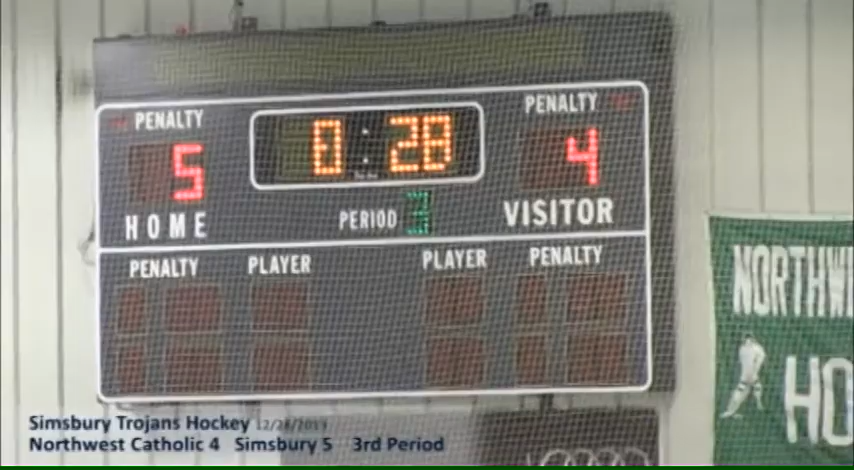 PENALTY 0:28 PENALTY
5 4
HOME PERIOD 3 VISITOR
PENALTY PLAYER PLAYER PENALTY
NORTHW
HO
Simsbury Trojans Hockey
Northwest Catholic 4 Simsbury 5 3rd Period